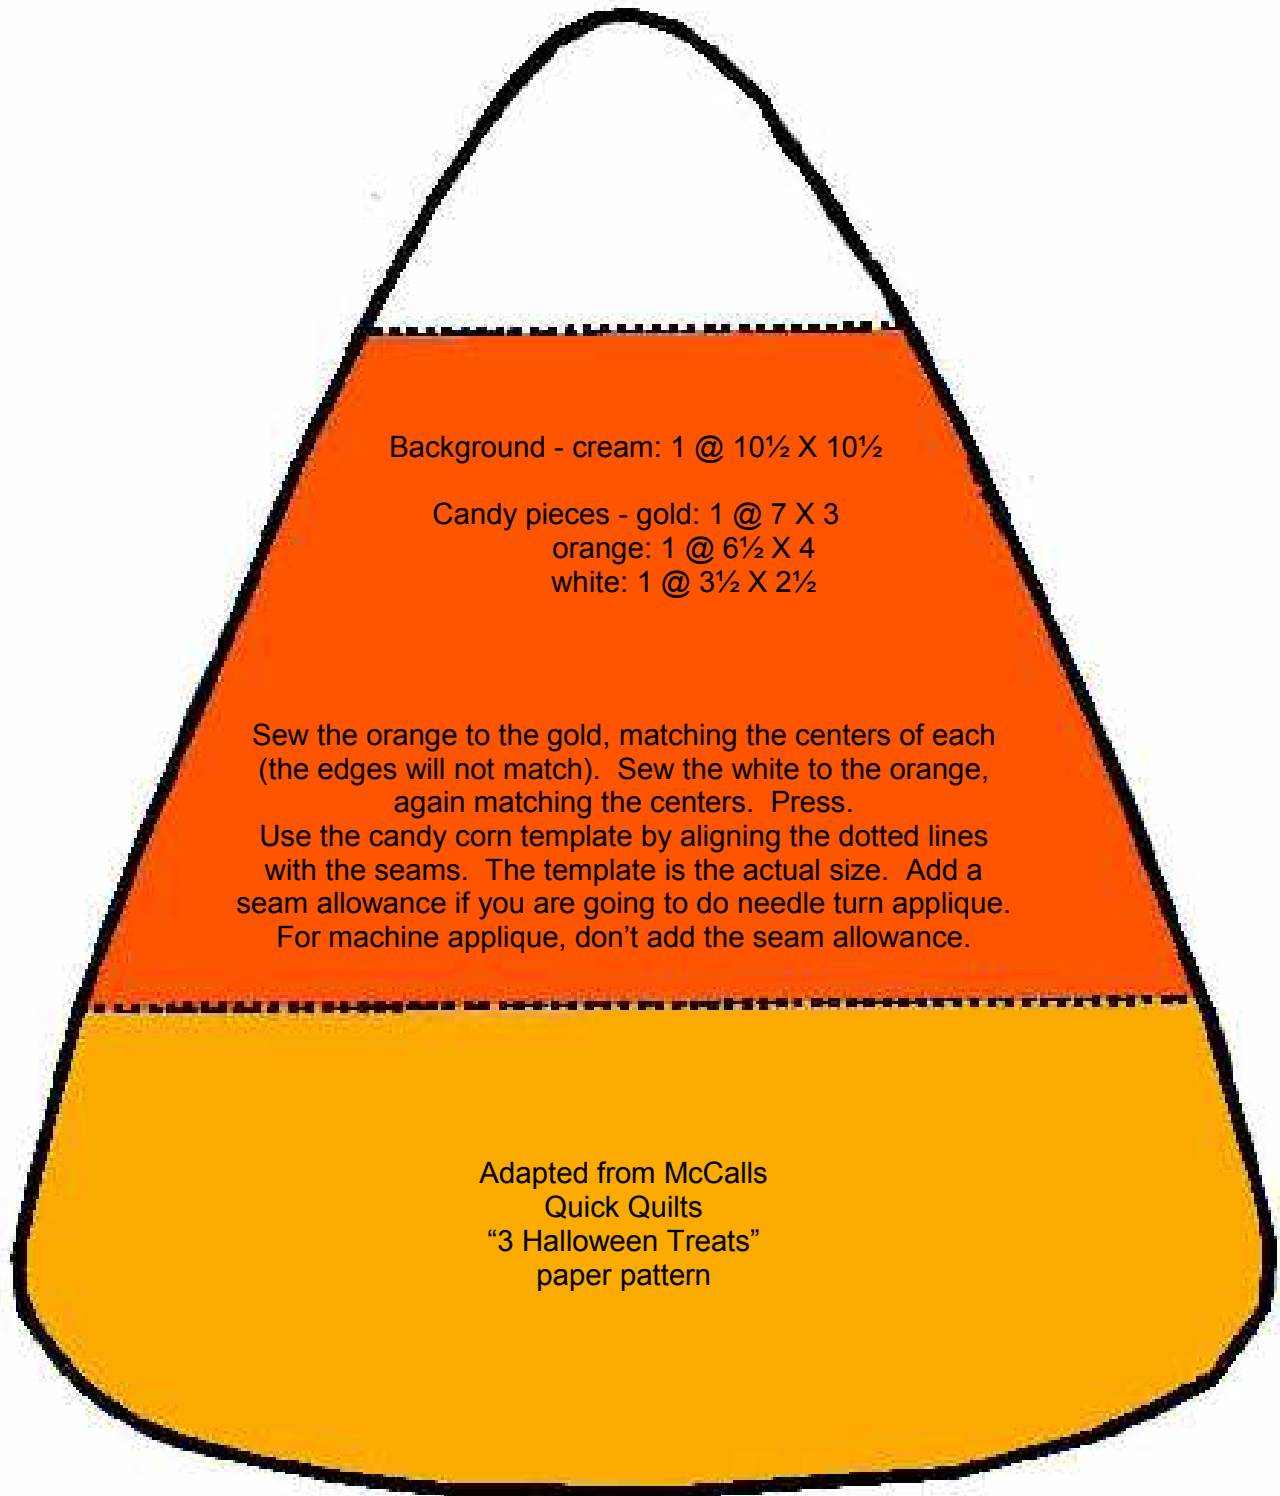 Background - cream: 1 @ 10½ X 10½
Candy pieces - gold: 1 @ 7 X 3
orange: 1 @ 6½ X 4
white: 1 @ 3½ X 2½
Sew the orange to the gold, matching the centers of each
(the edges will not match).  Sew the white to the orange,
again matching the centers.  Press.
Use the candy corn template by aligning the dotted lines
with the seams.  The template is the actual size.  Add a
seam allowance if you are going to do needle turn applique.
For machine applique, don’t add the seam allowance.
Adapted from McCalls
Quick Quilts
“3 Halloween Treats”
paper pattern